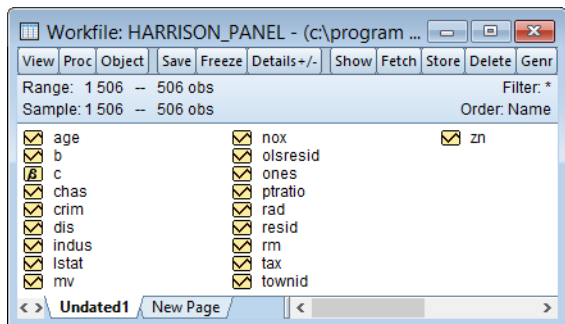 Workfile: HARRISON_PANEL - (c:\program ...
View Proc Object Save Freeze Details+/- Show Fetch Store Delete Genr
Range: 1 506 -- 506 obs Filter: *
Sample: 1 506 -- 506 obs Order: Name
age nox zn
b olsresid
β c ones
chas ptratio
crim rad
dis resid
indus rm
lstat tax
mv townid
< > Undated1 New Page < >